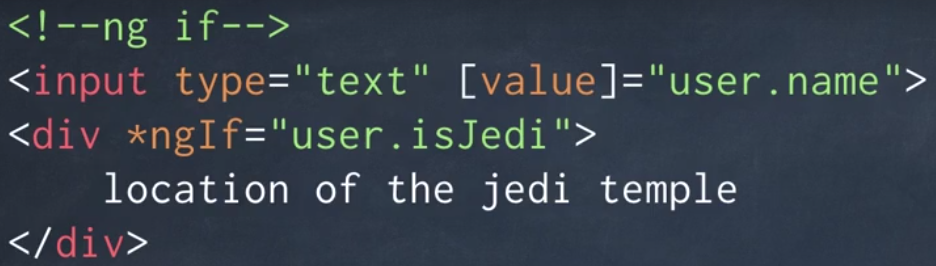 <!--ng if-->
<input type="text" [value]="user.name">
<div *ngIf="user.isJedi">
    location of the jedi temple
</div>